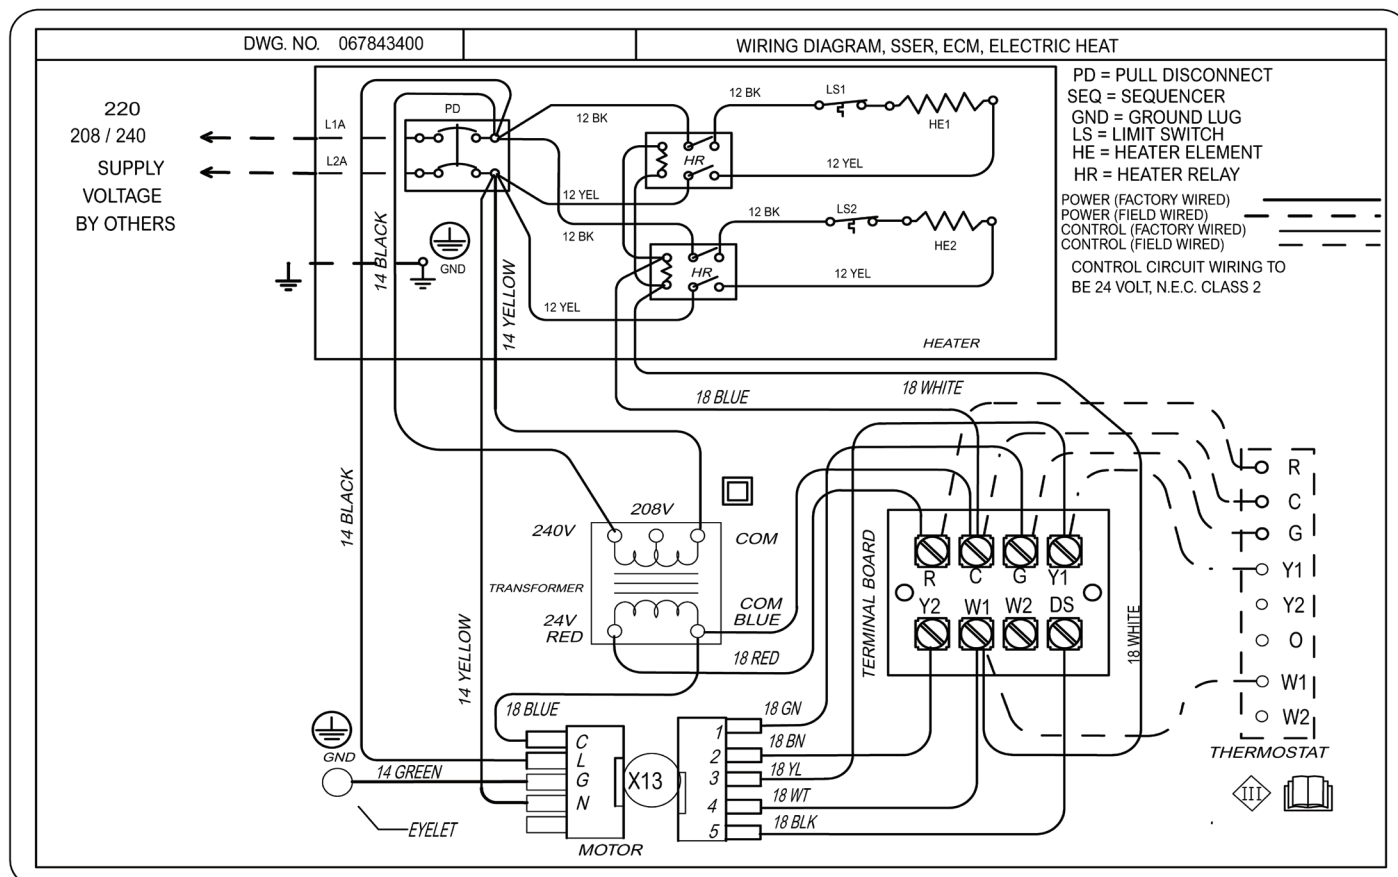 DWG. NO. 067843400
WIRING DIAGRAM, SSER, ECM, ELECTRIC HEAT
220
208 / 240
SUPPLY
VOLTAGE
BY OTHERS
L1A
L2A
PD
12 BK
12 YEL
12 BK
12 YEL
HR
HR
12 BK
LS1
HE1
12 YEL
12 BK
LS2
HE2
12 YEL
GND
14 BLACK
14 YELLOW
HEATER
PD = PULL DISCONNECT
SEQ = SEQUENCER
GND = GROUND LUG
LS = LIMIT SWITCH
HE = HEATER ELEMENT
HR = HEATER RELAY
POWER (FACTORY WIRED)
POWER (FIELD WIRED)
CONTROL (FACTORY WIRED)
CONTROL (FIELD WIRED)
CONTROL CIRCUIT WIRING TO
BE 24 VOLT, N.E.C. CLASS 2
18 BLUE
18 WHITE
14 BLACK
14 YELLOW
240V
208V
COM
TRANSFORMER
24V
RED
COM
BLUE
18 RED
18 BLUE
TERMINAL BOARD
R
C
G
Y1
Y2
W1
W2
DS
18 WHITE
R
C
G
Y1
Y2
O
W1
W2
THERMOSTAT
III
GND
14 GREEN
EYELET
C
L
G
N
X13
MOTOR
1
2
3
4
5
18 GN
18 BN
18 YL
18 WT
18 BLK